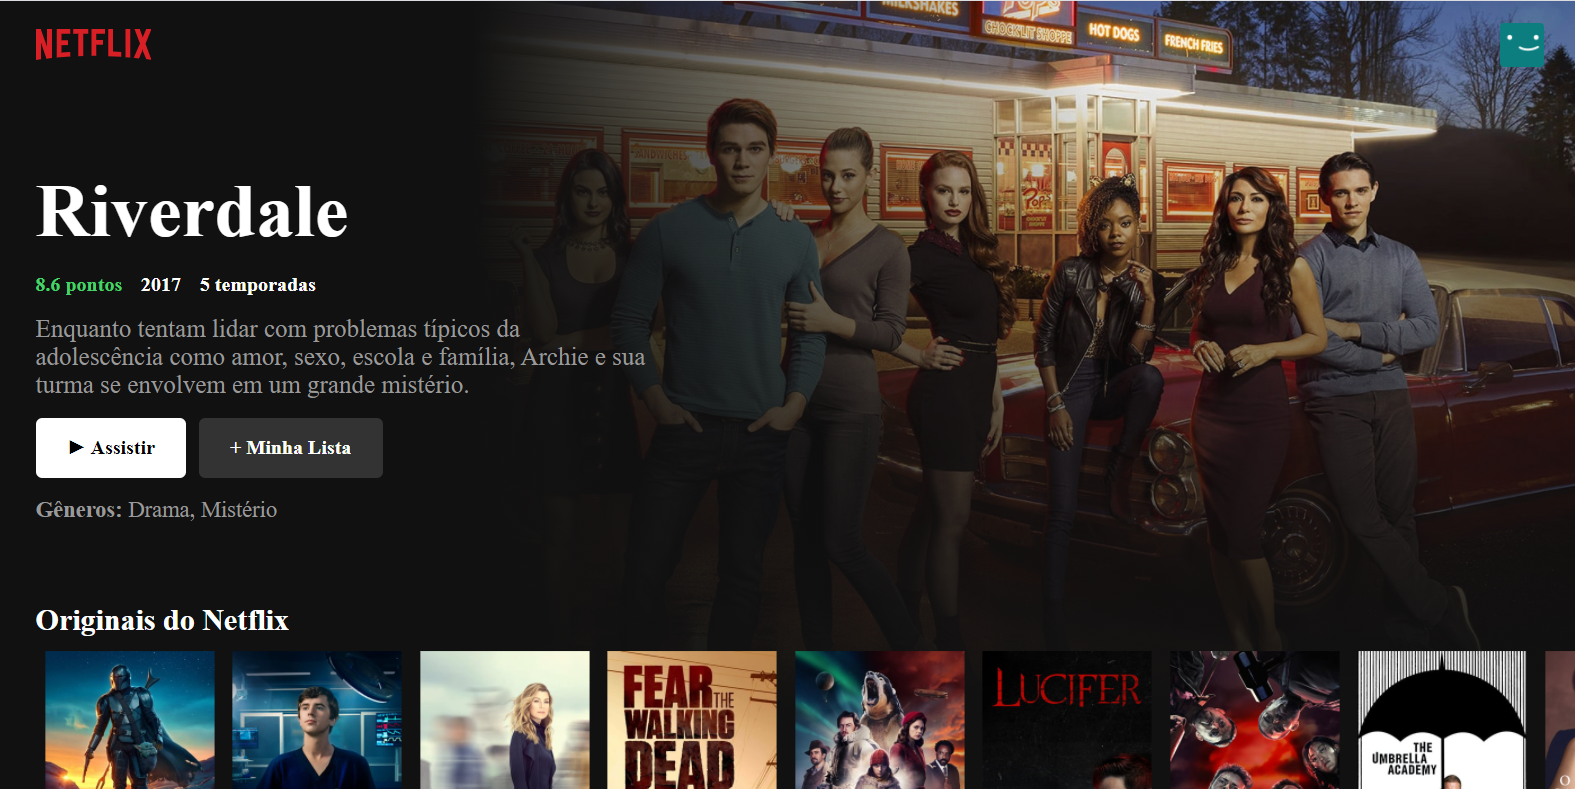 NETFLIX
MILKSHAKES
POP'S
CHOCK'LIT SHOPPE
HOT DOGS
FRENCH FRIES
Riverdale
8.6 pontos 2017 5 temporadas
Enquanto tentam lidar com problemas típicos da
adolescência como amor, sexo, escola e família, Archie e sua
turma se envolvem em um grande mistério.
► Assistir
+ Minha Lista
Gêneros: Drama, Mistério
Originais do Netflix
FEAR THE
WALKING
DEAD
LUCIFER
THE
UMBRELLA
ACADEMY